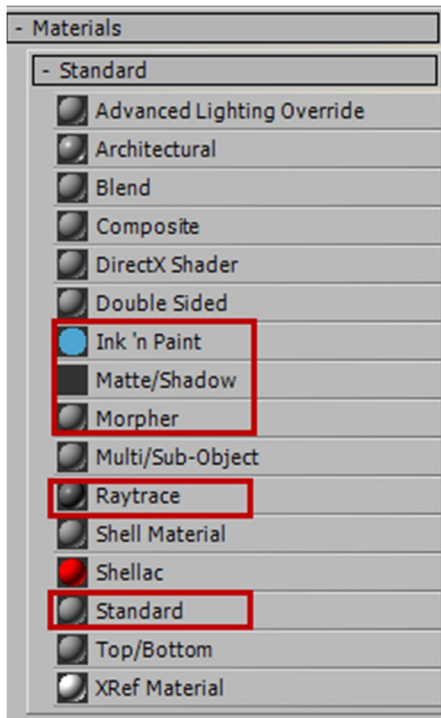 - Materials
- Standard
Advanced Lighting Override
Architectural
Blend
Composite
DirectX Shader
Double Sided
Ink 'n Paint
Matte/Shadow
Morpher
Multi/Sub-Object
Raytrace
Shell Material
Shellac
Standard
Top/Bottom
XRef Material